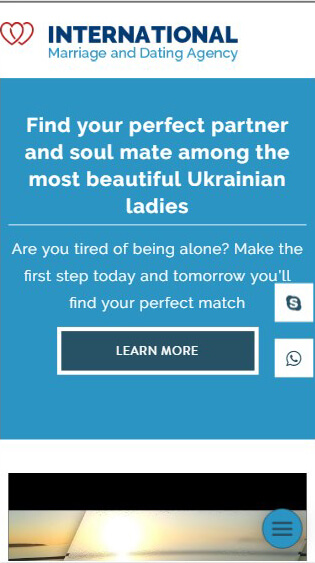 INTERNATIONAL
Marriage and Dating Agency
Find your perfect partner
and soul mate among the
most beautiful Ukrainian
ladies
Are you tired of being alone? Make the
first step today and tomorrow you'll
find your perfect match
LEARN MORE